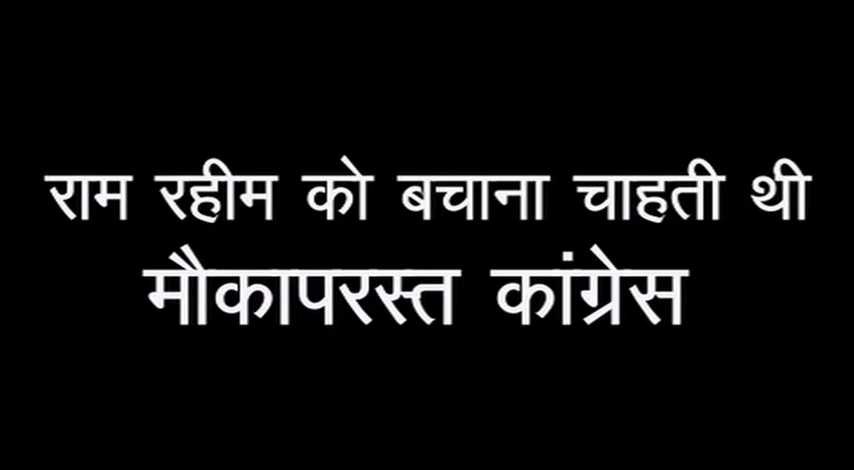 राम रहीम को बचाना चाहती थी
मौकापरस्त कांग्रेस